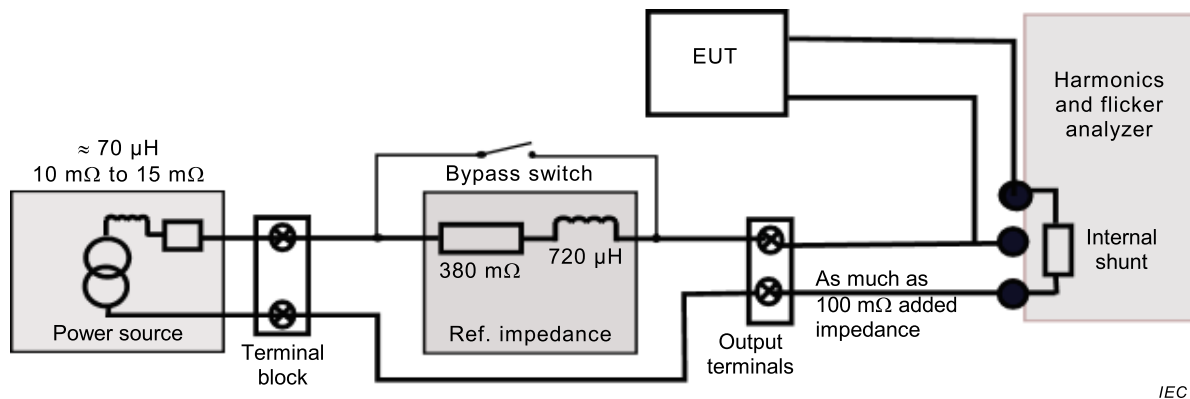 EUT
Harmonics
and flicker
analyzer
≈ 70 µH
10 mΩ to 15 mΩ
Bypass switch
380 mΩ
720 µH
Internal
shunt
As much as
100 mΩ added
impedance
Power source
Ref. impedance
Terminal
block
Output
terminals
IEC